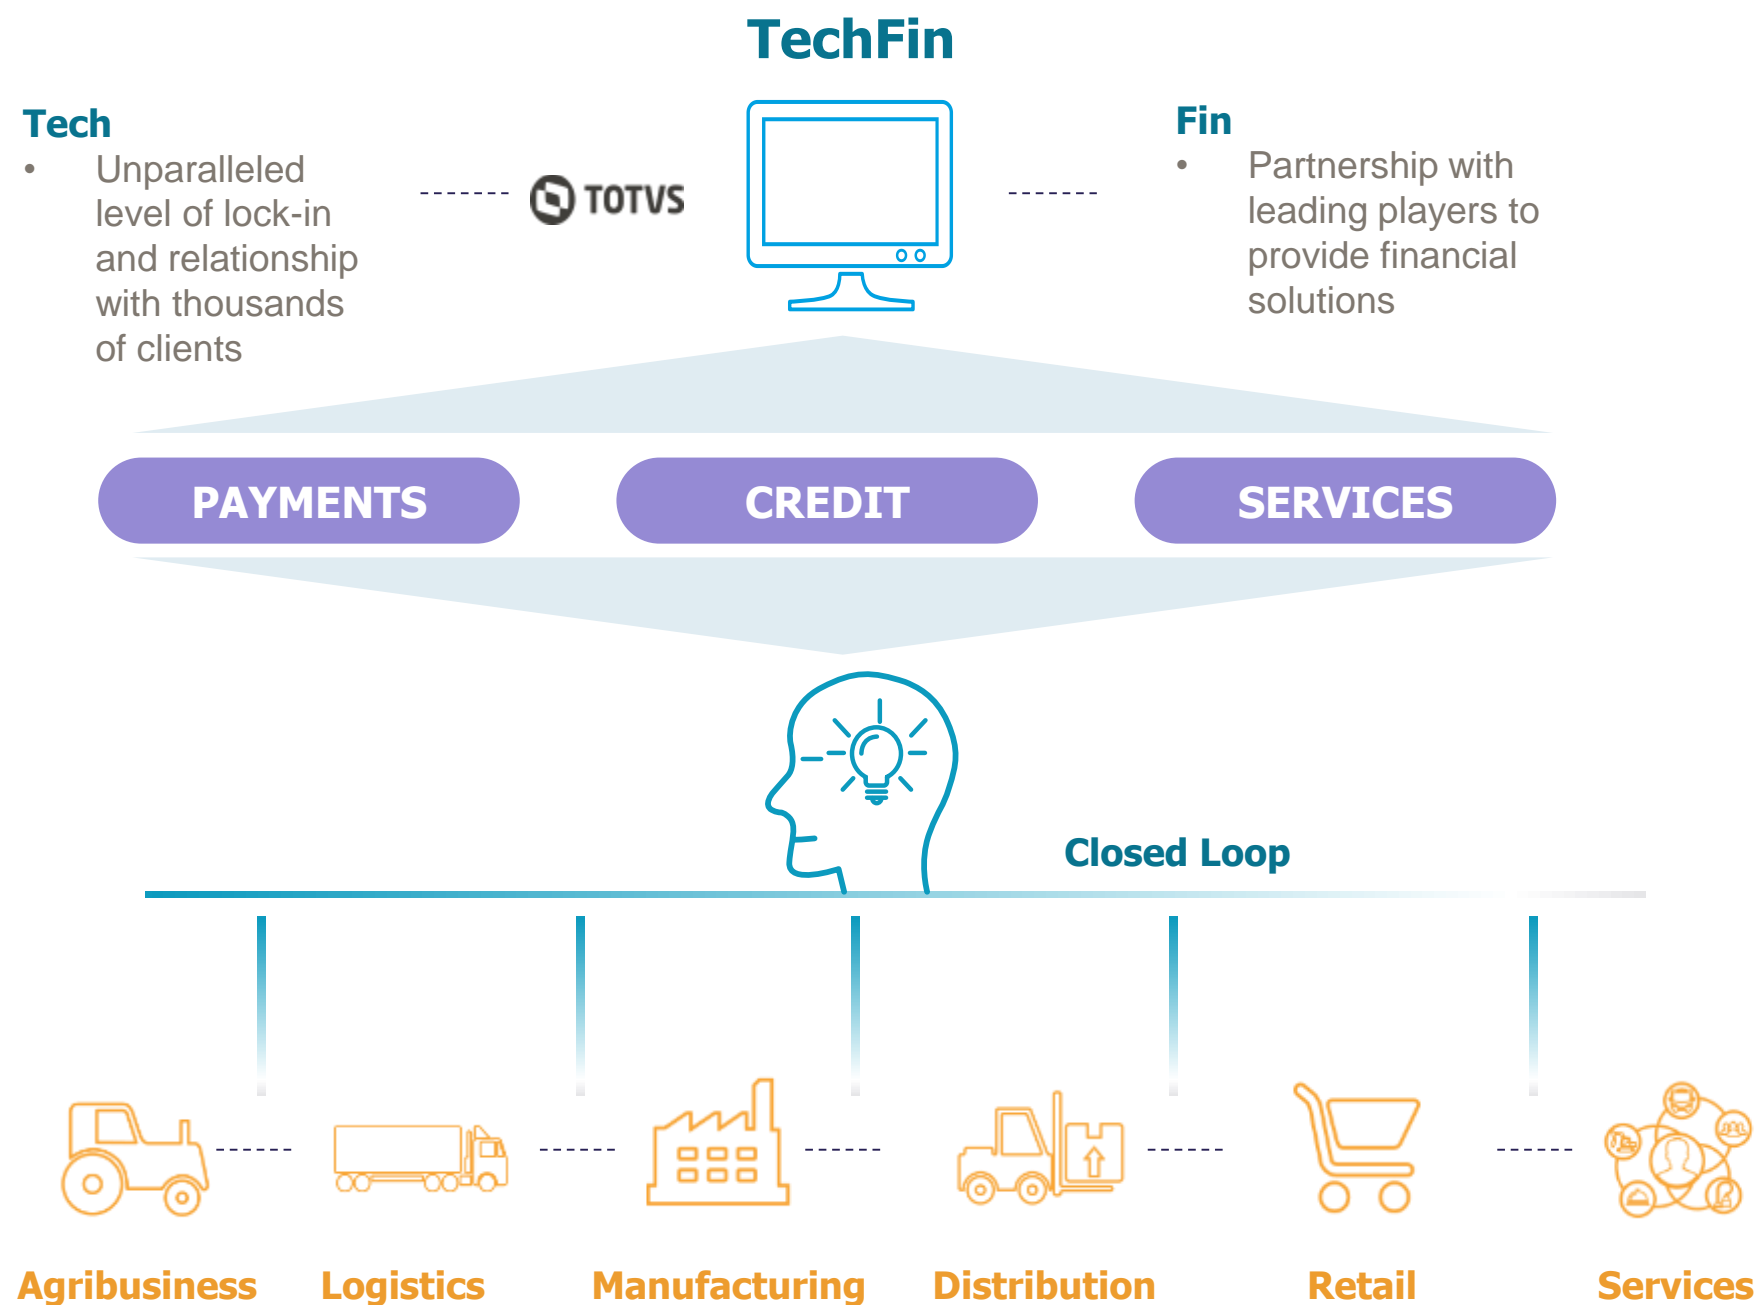 TechFin
Tech
• Unparalleled
level of lock-in
and relationship
with thousands
of clients
TOTVS
Fin
• Partnership with
leading players to
provide financial
solutions
PAYMENTS
CREDIT
SERVICES
Closed Loop
Agribusiness
Logistics
Manufacturing
Distribution
Retail
Services